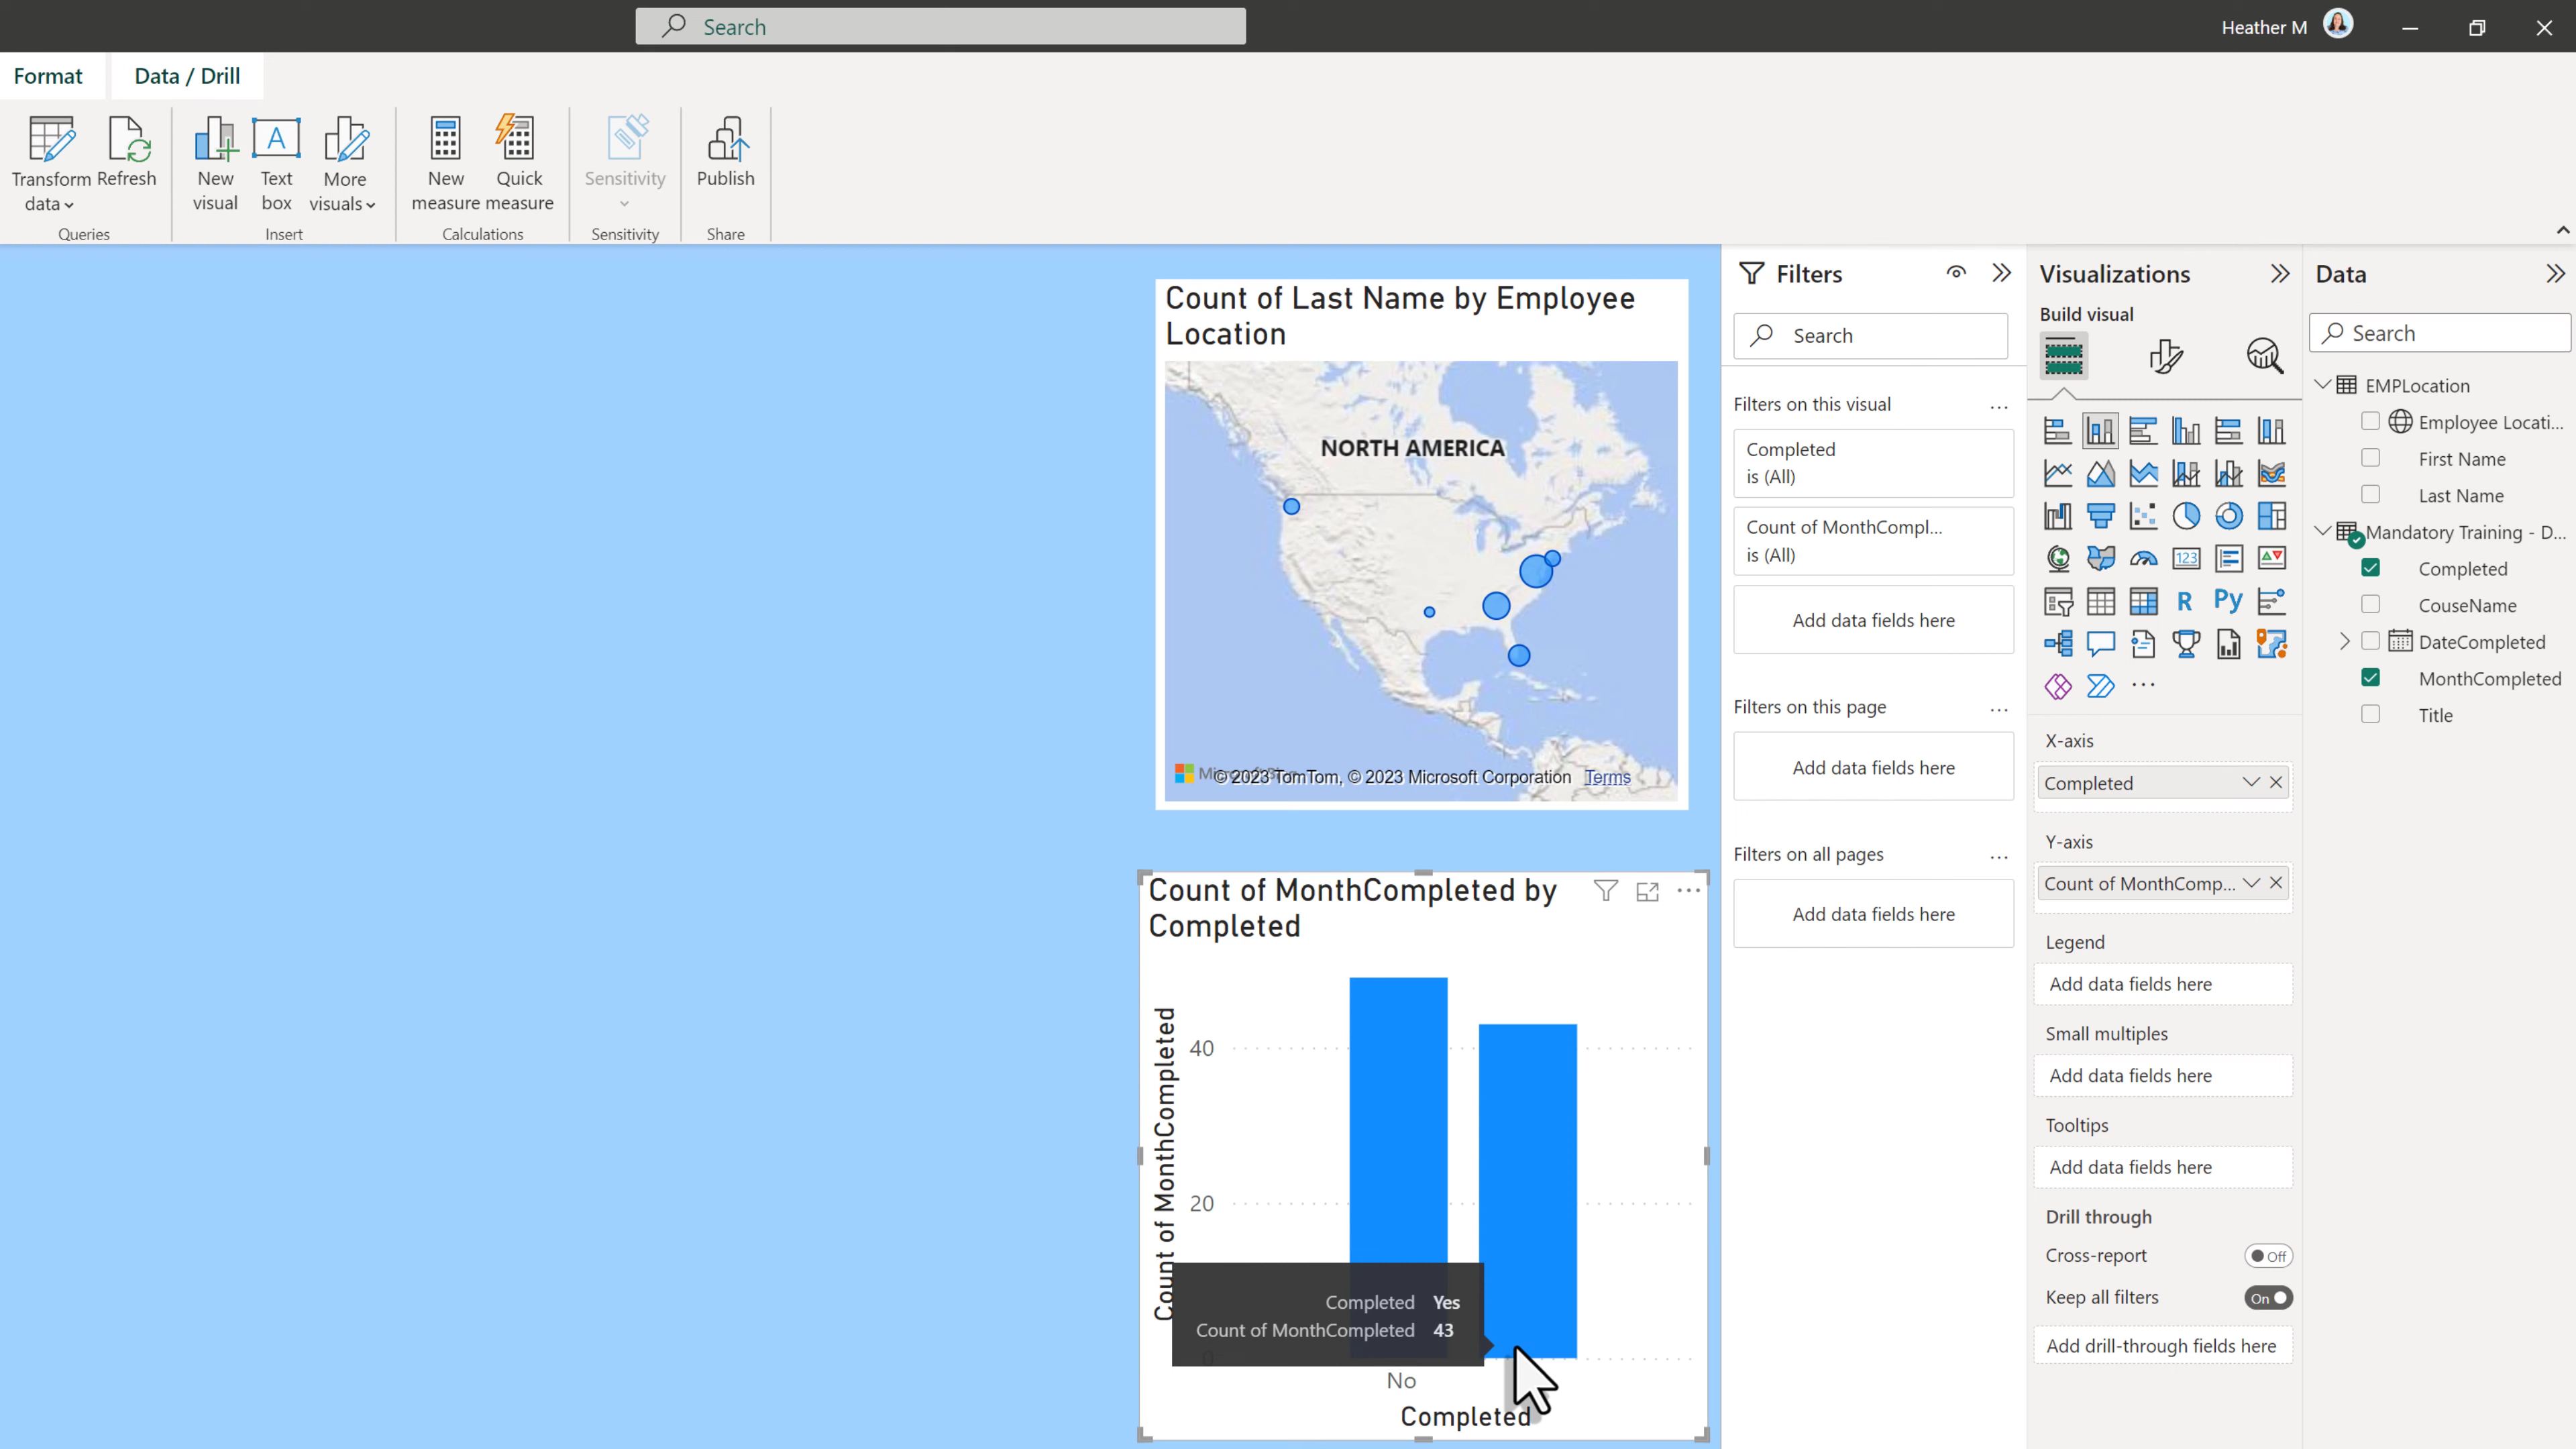 Search
Heather M
Format
Data / Drill
Transform
data
Refresh
New
visual
Text
box
More
visuals
New
measure
Quick
measure
Sensitivity
Publish
Queries
Insert
Calculations
Sensitivity
Share
Count of Last Name by Employee
Location
NORTH AMERICA
© 2023 TomTom, © 2023 Microsoft Corporation Terms
Count of MonthCompleted by
Completed
Count of MonthCompleted
40
20
Completed Yes
Count of MonthCompleted 43
No
Completed
Filters
Search
Filters on this visual
Completed
is (All)
Count of MonthCompl...
is (All)
Add data fields here
Filters on this page
Add data fields here
Filters on all pages
Add data fields here
Visualizations
Build visual
123
R
Py
X-axis
Completed
Y-axis
Count of MonthComp...
Legend
Add data fields here
Small multiples
Add data fields here
Tooltips
Add data fields here
Drill through
Cross-report
Off
Keep all filters
On
Add drill-through fields here
Data
Search
EMPLocation
Employee Locati...
First Name
Last Name
Mandatory Training - D...
Completed
CouseName
DateCompleted
MonthCompleted
Title